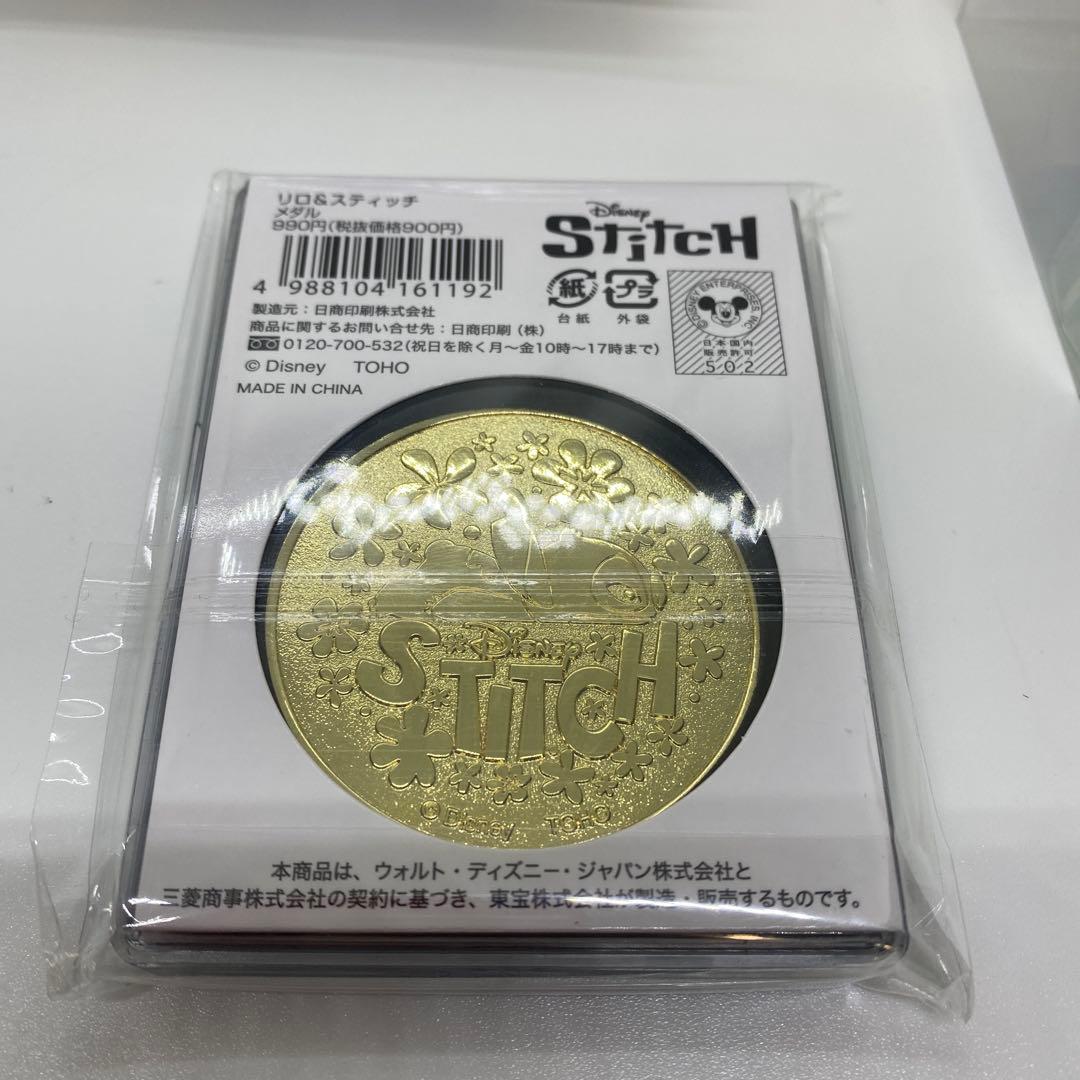 リロ&スティッチ
メダル
990円(税抜価格900円)
4 988104 161192
Disney
Stitch
紙
プラ
台紙
外袋
© DISNEY ENTERPRISES, INC.
日本国内
販売許可
502
製造元:日商印刷株式会社
商品に関するお問い合せ先:日商印刷(株)
0120-700-532(祝日を除く月〜金10時〜17時まで)
© Disney TOHO
MADE IN CHINA
Disney
STITCH
© Disney TOHO
本商品は、ウォルト・ディズニー・ジャパン株式会社と
三菱商事株式会社の契約に基づき、東宝株式会社が製造・販売するものです。